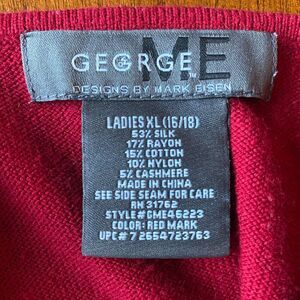 GEORGE ME
DESIGNS BY MARK EISEN
LADIES XL (16/18)
53% SILK
17% RAYON
15% COTTON
10% NYLON
5% CASHMERE
MADE IN CHINA
SEE SIDE SEAM FOR CARE
RN 31762
STYLE# GME46223
COLOR: RED MARK
UPC# 7 2654723763